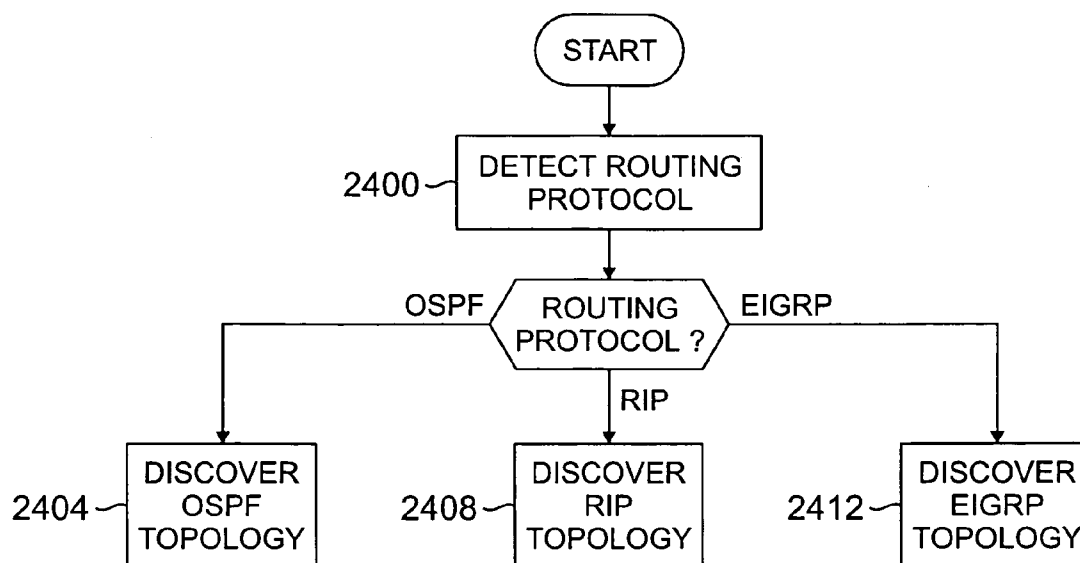 START
2400
DETECT ROUTING
PROTOCOL
OSPF
ROUTING
PROTOCOL ?
EIGRP
RIP
2404
DISCOVER
OSPF
TOPOLOGY
2408
DISCOVER
RIP
TOPOLOGY
2412
DISCOVER
EIGRP
TOPOLOGY